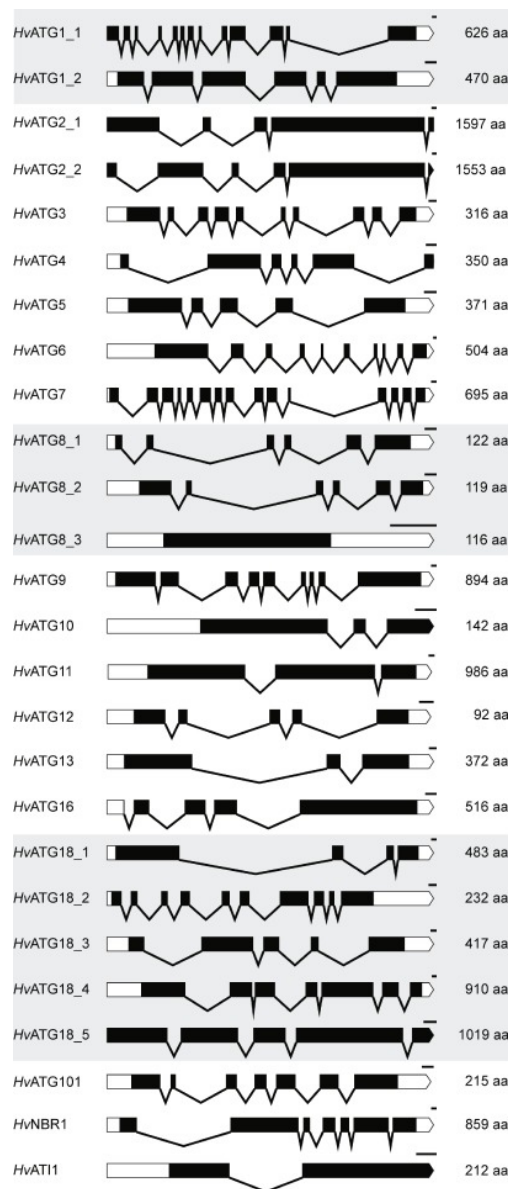 HvATG1_1 626 aa
HvATG1_2 470 aa
HvATG2_1 1597 aa
HvATG2_2 1553 aa
HvATG3 316 aa
HvATG4 350 aa
HvATG5 371 aa
HvATG6 504 aa
HvATG7 695 aa
HvATG8_1 122 aa
HvATG8_2 119 aa
HvATG8_3 116 aa
HvATG9 894 aa
HvATG10 142 aa
HvATG11 986 aa
HvATG12 92 aa
HvATG13 372 aa
HvATG16 516 aa
HvATG18_1 483 aa
HvATG18_2 232 aa
HvATG18_3 417 aa
HvATG18_4 910 aa
HvATG18_5 1019 aa
HvATG101 215 aa
HvNBR1 859 aa
HvATI1 212 aa